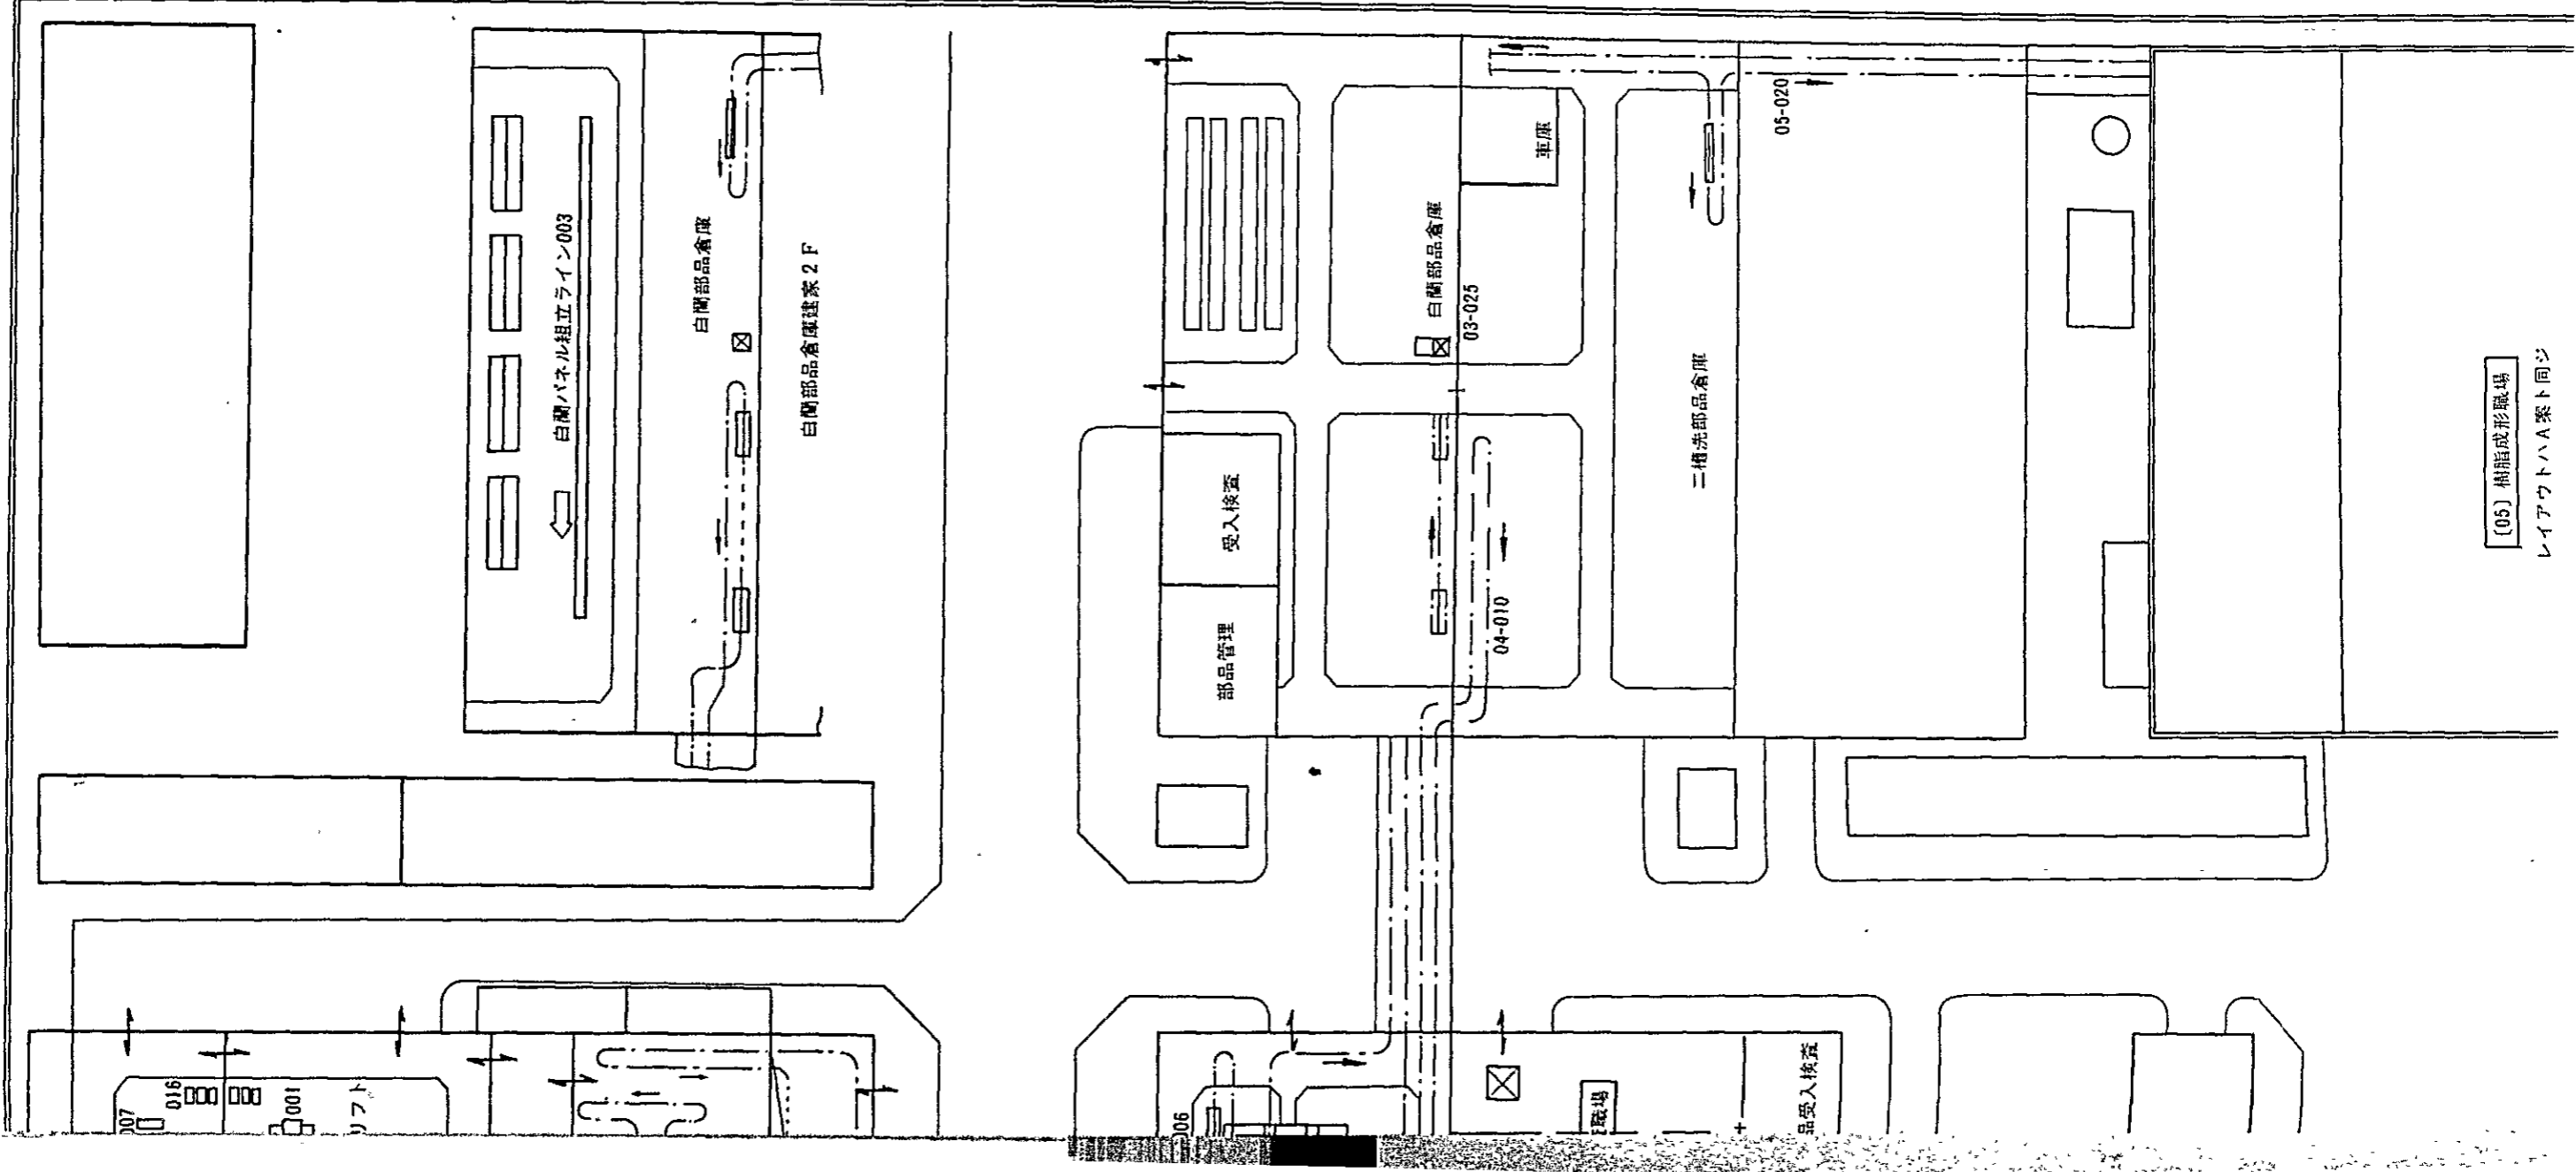 白蘭パネル組立ライン003
白蘭部品倉庫
白蘭部品倉庫建家2F
車庫
05-020
白蘭部品倉庫
03-025
受入検査
部品管理
04-010
二槽洗部品倉庫
[05] 樹脂成形職場
レイアウトハA案ト同ジ
007
016
001
リフト
006
職場
品受入検査